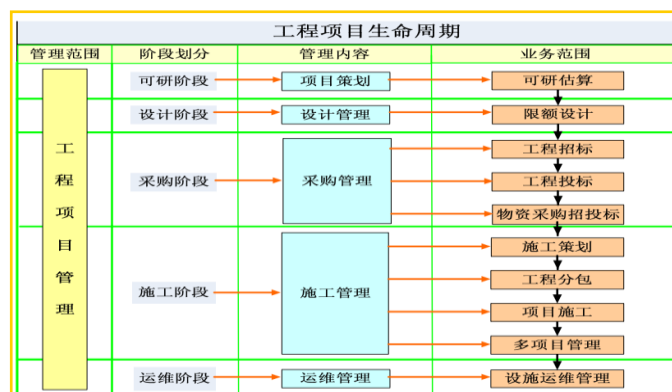 工程项目生命周期
管理范围 阶段划分 管理内容 业务范围
工程项目管理
可研阶段 项目策划 可研估算
设计阶段 设计管理 限额设计
工程招标
采购阶段 采购管理 工程投标
物资采购招投标
施工策划
工程分包
施工阶段 施工管理 项目施工
多项目管理
运维阶段 运维管理 设施运维管理